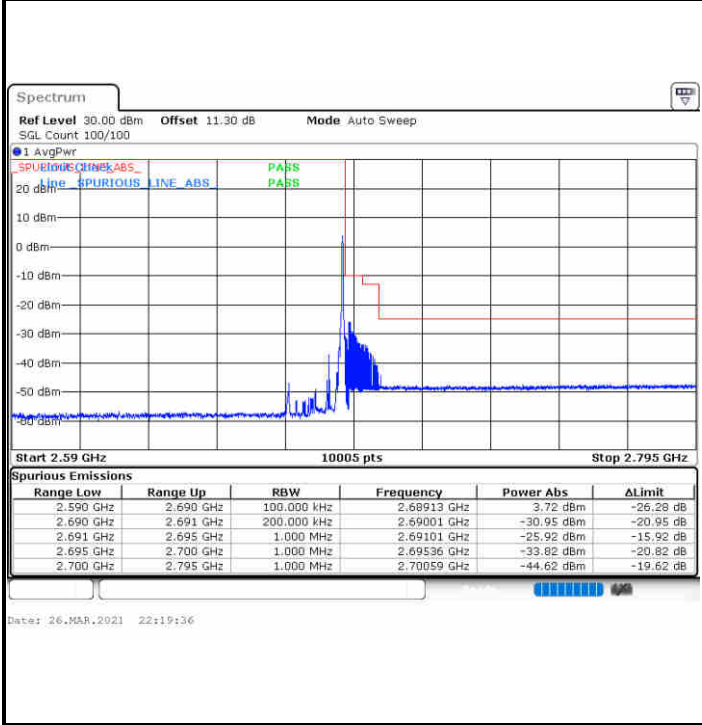 Spectrum
Ref Level 30.00 dBm Offset 11.30 dB Mode Auto Sweep
SGL Count 100/100
1 AvgPwr
Limit Check PASS
_SPURIOUS_LINE_ABS_
Line _SPURIOUS_LINE_ABS_ PASS
20 dBm
10 dBm
0 dBm
-10 dBm
-20 dBm
-30 dBm
-40 dBm
-50 dBm
-60 dBm
Start 2.59 GHz 10005 pts Stop 2.795 GHz
Spurious Emissions
Range Low Range Up RBW Frequency Power Abs ΔLimit
2.590 GHz 2.690 GHz 100.000 kHz 2.68913 GHz 3.72 dBm -26.28 dB
2.690 GHz 2.691 GHz 200.000 kHz 2.69001 GHz -30.95 dBm -20.95 dB
2.691 GHz 2.695 GHz 1.000 MHz 2.69101 GHz -25.92 dBm -15.92 dB
2.695 GHz 2.700 GHz 1.000 MHz 2.69536 GHz -33.82 dBm -20.82 dB
2.700 GHz 2.795 GHz 1.000 MHz 2.70059 GHz -44.62 dBm -19.62 dB
Date: 26.MAR.2021 22:19:36